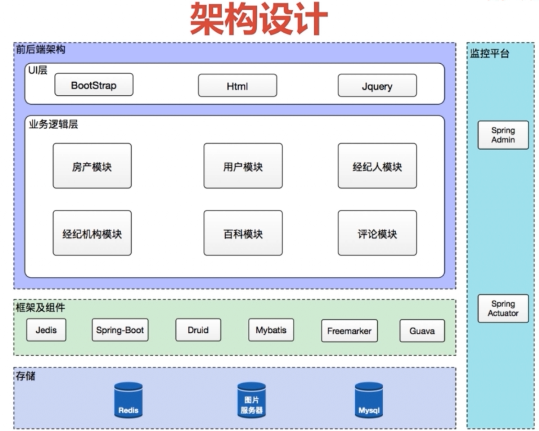 架构设计
前后端架构
UI层
BootStrap
Html
Jquery
业务逻辑层
房产模块
用户模块
经纪人模块
经纪机构模块
百科模块
评论模块
框架及组件
Jedis
Spring-Boot
Druid
Mybatis
Freemarker
Guava
存储
Redis
图片
服务器
Mysql
监控平台
Spring
Admin
Spring
Actuator